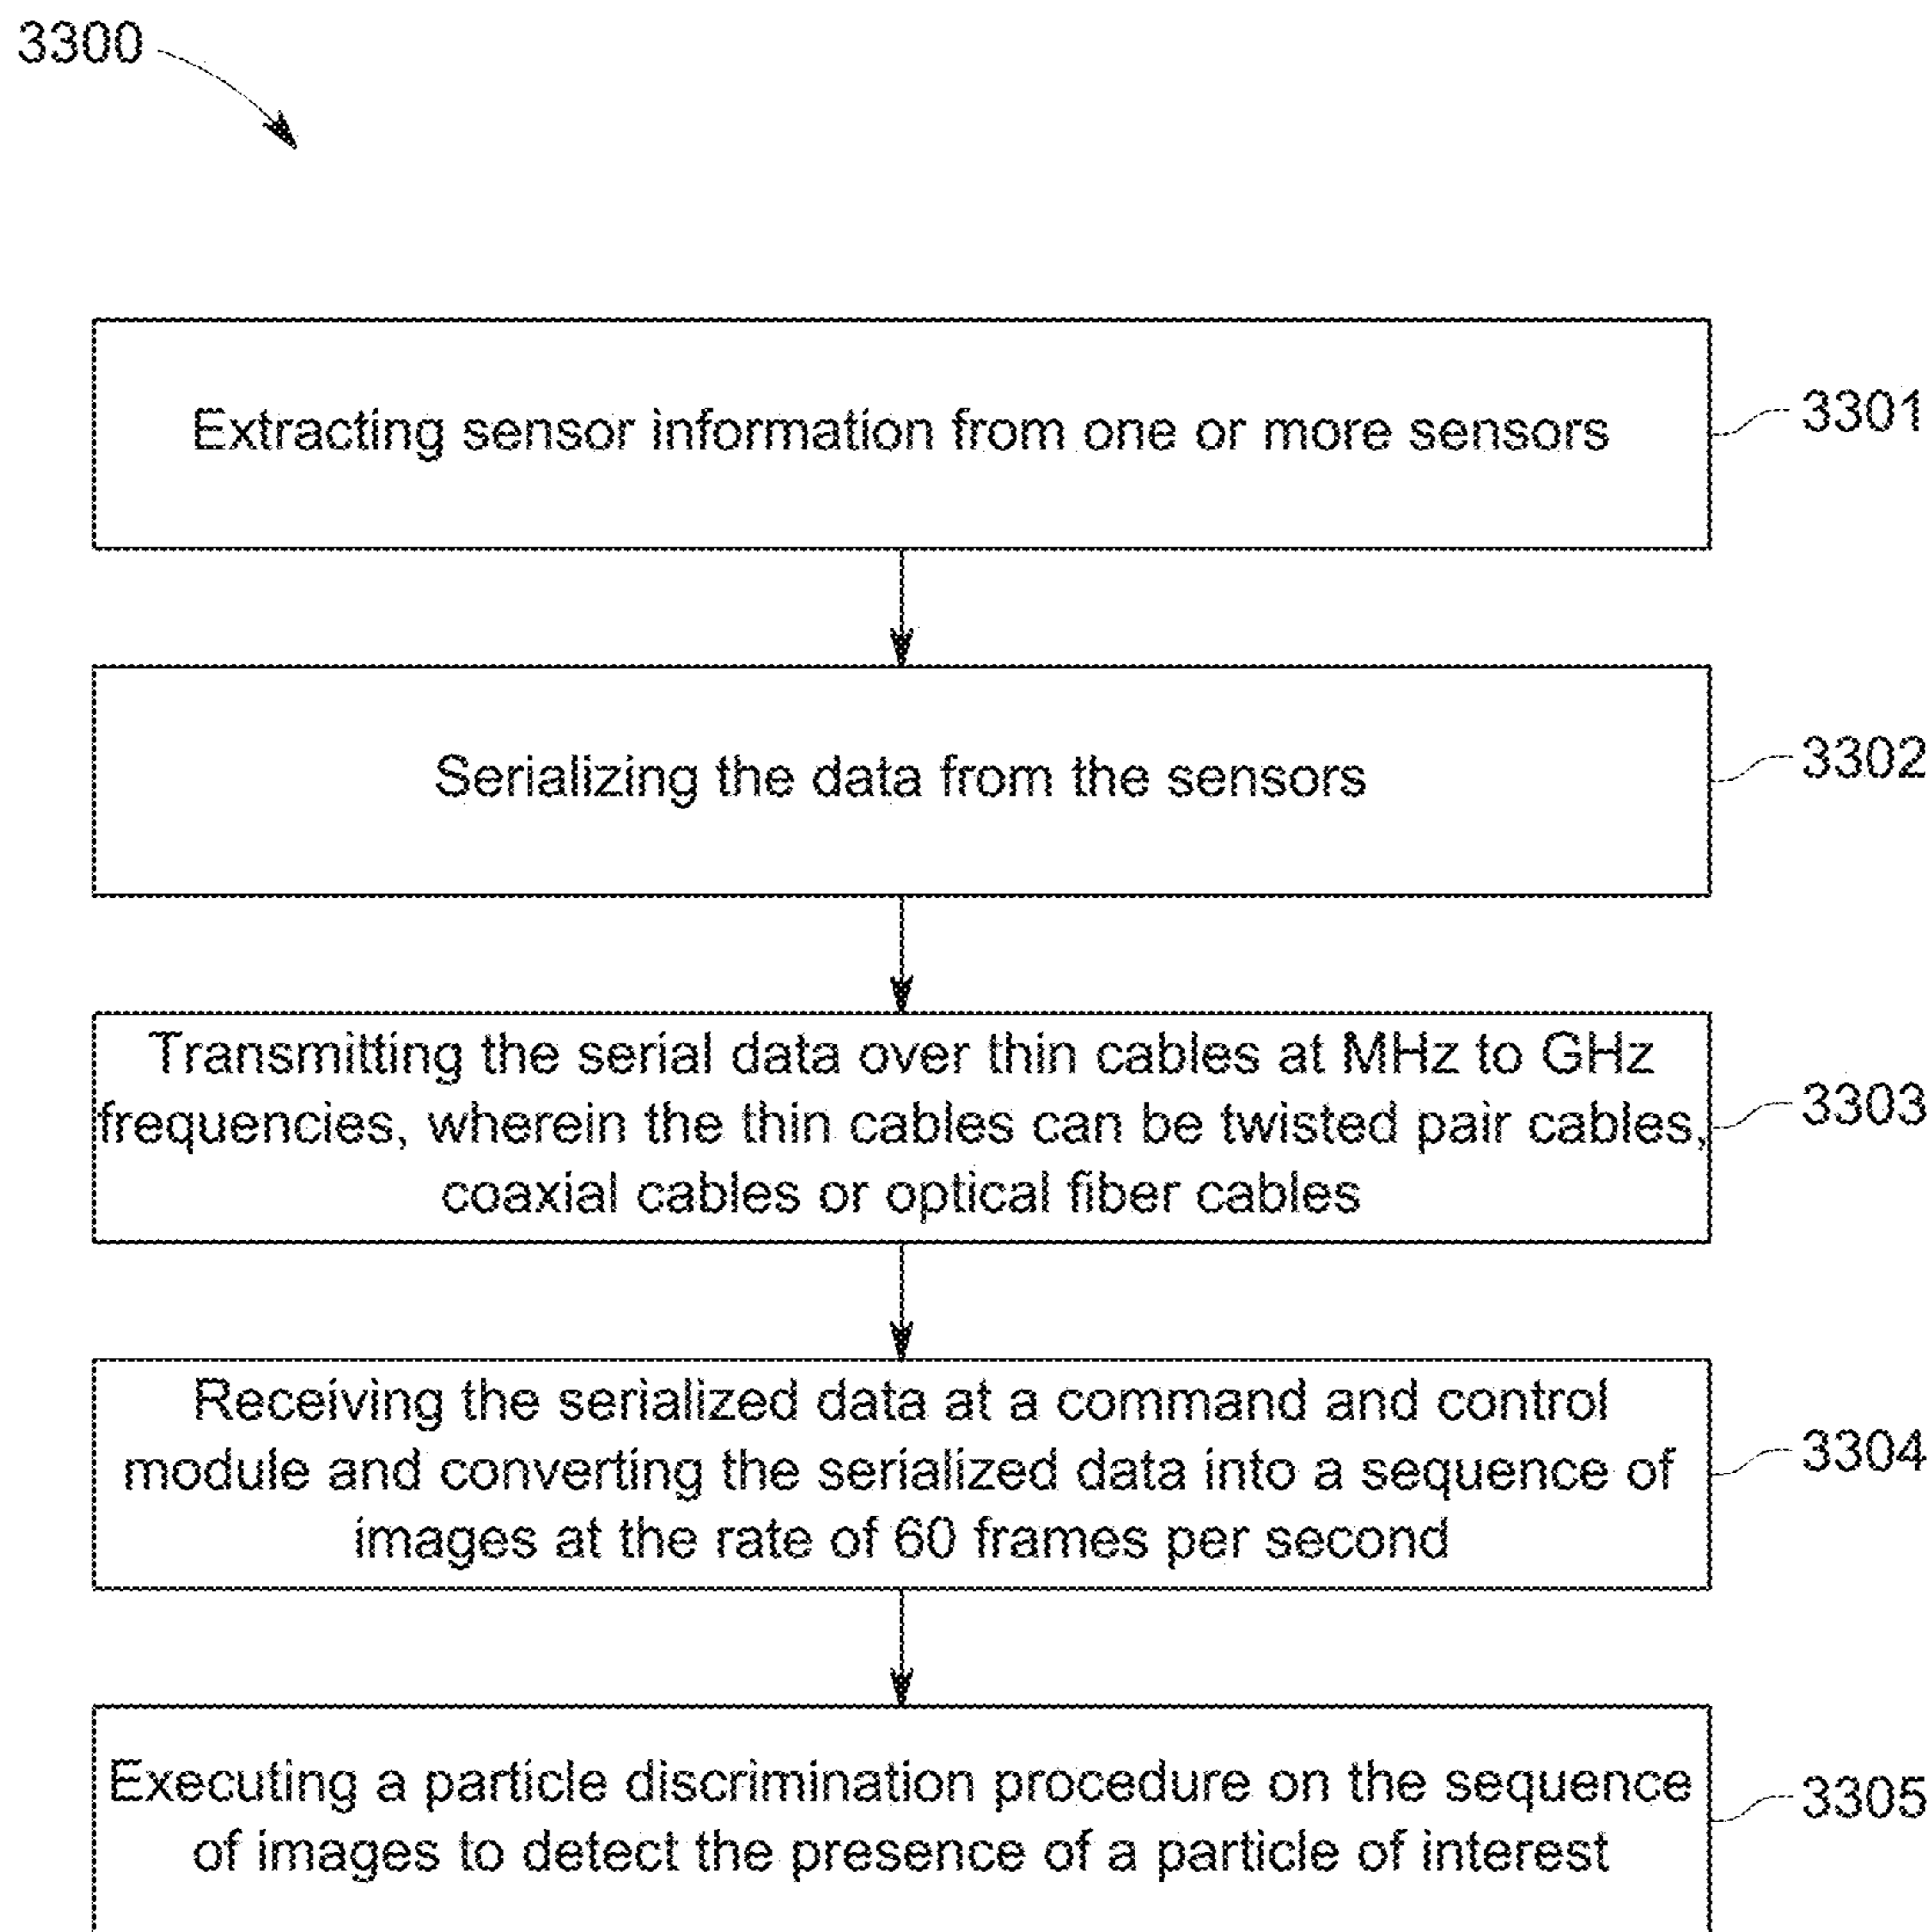 3300
Extracting sensor information from one or more sensors
3301
Serializing the data from the sensors
3302
Transmitting the serial data over thin cables at MHz to GHz
frequencies, wherein the thin cables can be twisted pair cables,
coaxial cables or optical fiber cables
3303
Receiving the serialized data at a command and control
module and converting the serialized data into a sequence of
images at the rate of 60 frames per second
3304
Executing a particle discrimination procedure on the sequence
of images to detect the presence of a particle of interest
3305